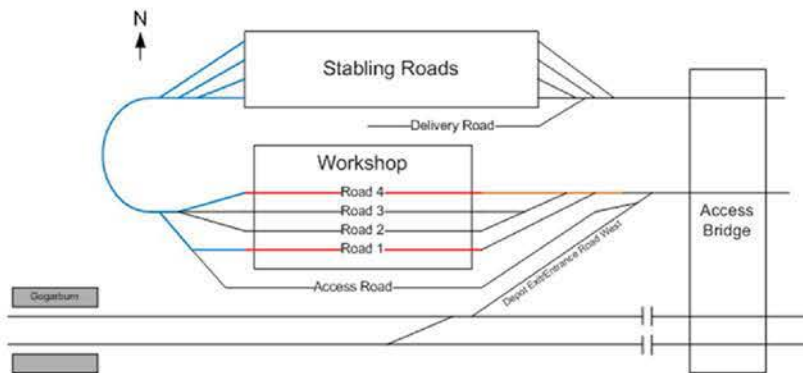 N
Stabling Roads
Delivery Road
Workshop
Road 4
Road 3
Road 2
Road 1
Access
Bridge
Access Road
Depot Exit/Entrance Road West
Gogarburn